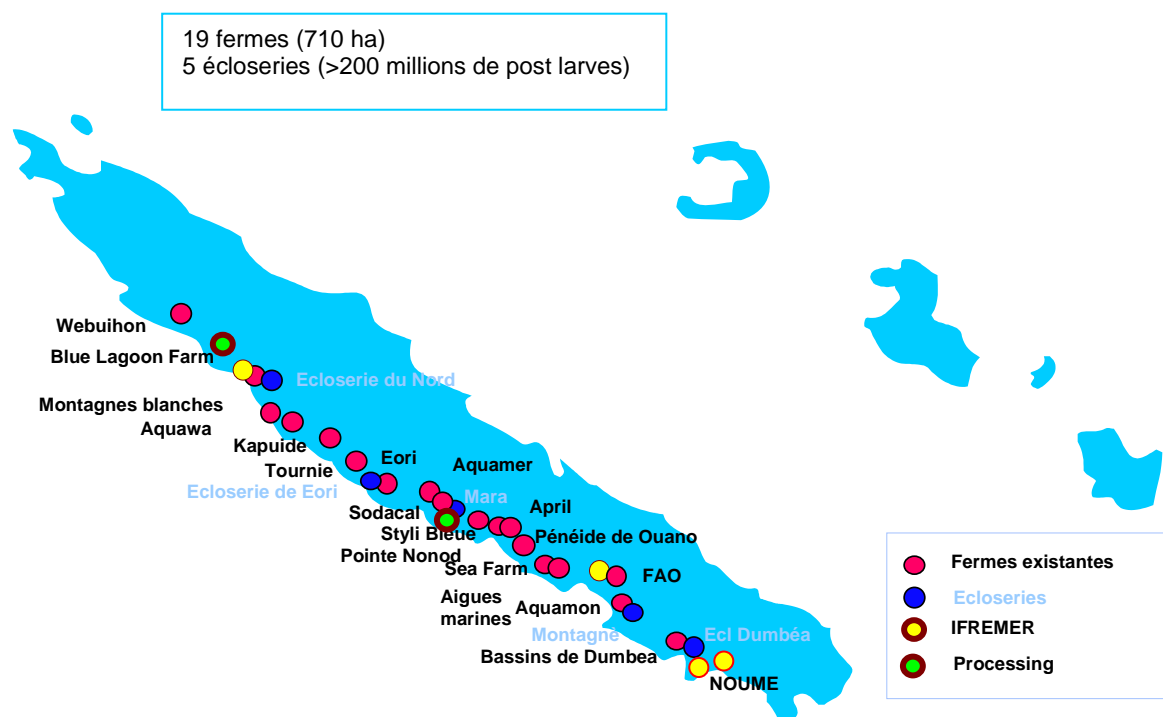 19 fermes (710 ha)
5 écloseries (>200 millions de post larves)
Webuihon
Blue Lagoon Farm
Ecloserie du Nord
Montagnes blanches
Aquawa
Kapuide
Tournie
Eori
Aquamer
Ecloserie de Eori
Mara
Sodacal
April
Styli Bleue
Pénéide de Ouano
Pointe Nonod
Sea Farm
FAO
Aigues
marines
Aquamon
Montagné
Ecl Dumbéa
Bassins de Dumbea
NOUME
Fermes existantes
Ecloseries
IFREMER
Processing